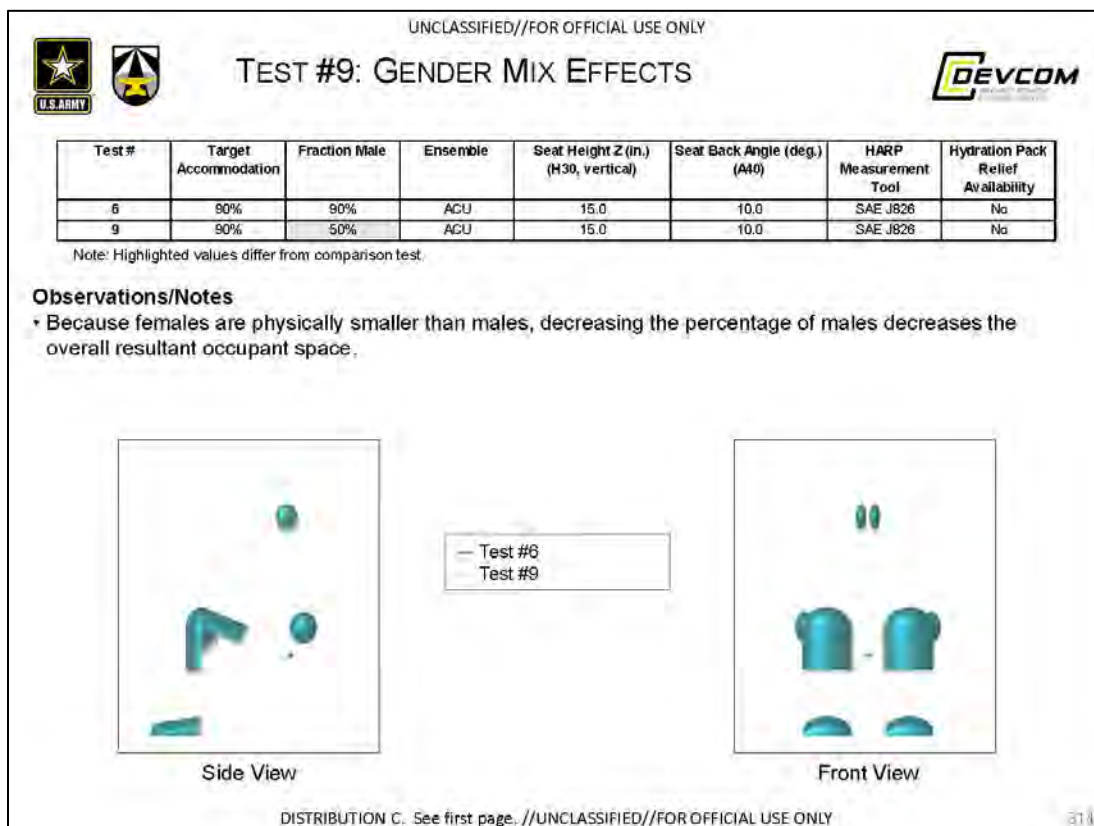 UNCLASSIFIED//FOR OFFICIAL USE ONLY
U.S.ARMY
TEST #9: GENDER MIX EFFECTS
DEVCOM
Test # Target Accommodation Fraction Male Ensemble Seat Height Z (in.) (H30, vertical) Seat Back Angle (deg.) (A40) HARP Measurement Tool Hydration Pack Relief Availability
6 90% 90% ACU 15.0 10.0 SAE J826 No
9 90% 50% ACU 15.0 10.0 SAE J826 No
Note: Highlighted values differ from comparison test
Observations/Notes
• Because females are physically smaller than males, decreasing the percentage of males decreases the
overall resultant occupant space.
Test #6
Test #9
Side View
Front View
DISTRIBUTION C. See first page. //UNCLASSIFIED//FOR OFFICIAL USE ONLY